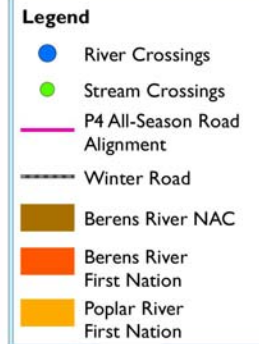 Legend
River Crossings
Stream Crossings
P4 All-Season Road
Alignment
Winter Road
Berens River NAC
Berens River
First Nation
Poplar River
First Nation